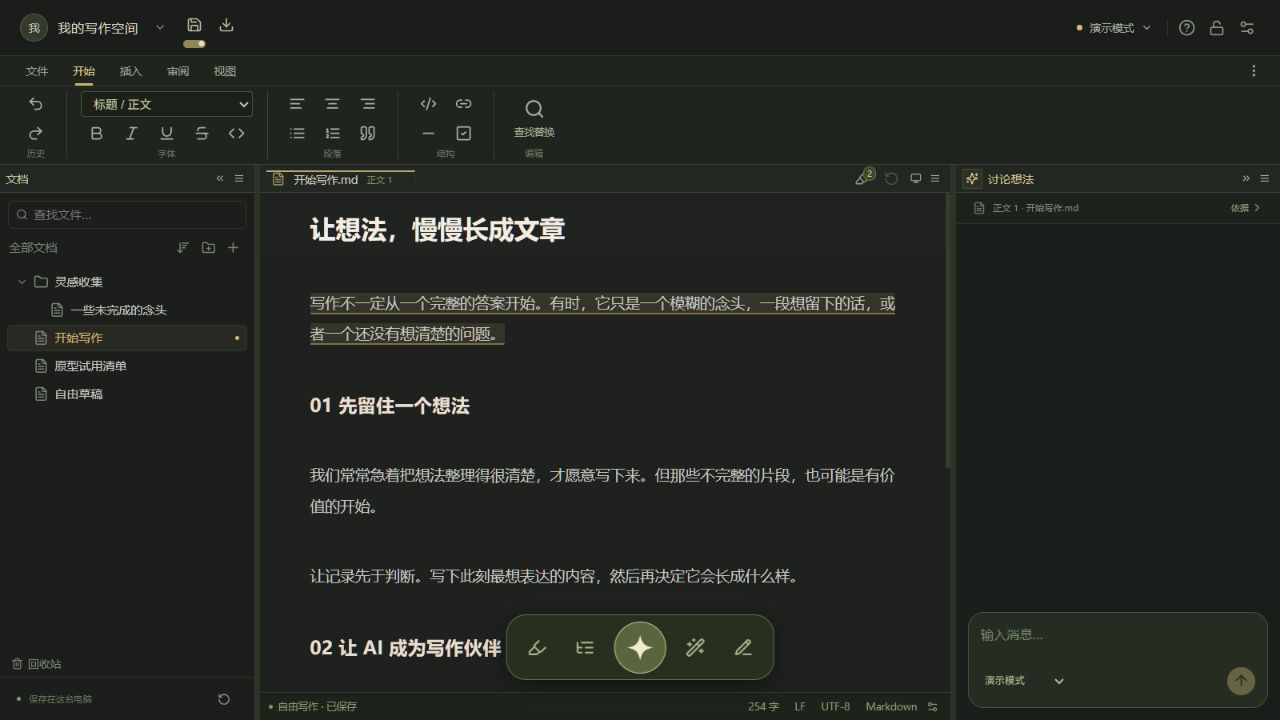 我 我的写作空间
演示模式
文件 开始 插入 审阅 视图
标题 / 正文
查找替换
历史 字体 段落 结构 编辑
文档
开始写作.md 正文 1
2
讨论想法
查找文件...
正文 1 · 开始写作.md
依据
全部文档
灵感收集
一些未完成的念头
开始写作
原型试用清单
自由草稿
让想法，慢慢长成文章
写作不一定从一个完整的答案开始。有时，它只是一个模糊的念头，一段想留下的话，或
者一个还没有想清楚的问题。
01 先留住一个想法
我们常常急着把想法整理得很清楚，才愿意写下来。但那些不完整的片段，也可能是有价
值的开始。
让记录先于判断。写下此刻最想表达的内容，然后再决定它会长成什么样。
02 让 AI 成为写作伙伴
输入消息...
演示模式
回收站
保存在这台电脑
自由写作 · 已保存
254 字 LF UTF-8 Markdown